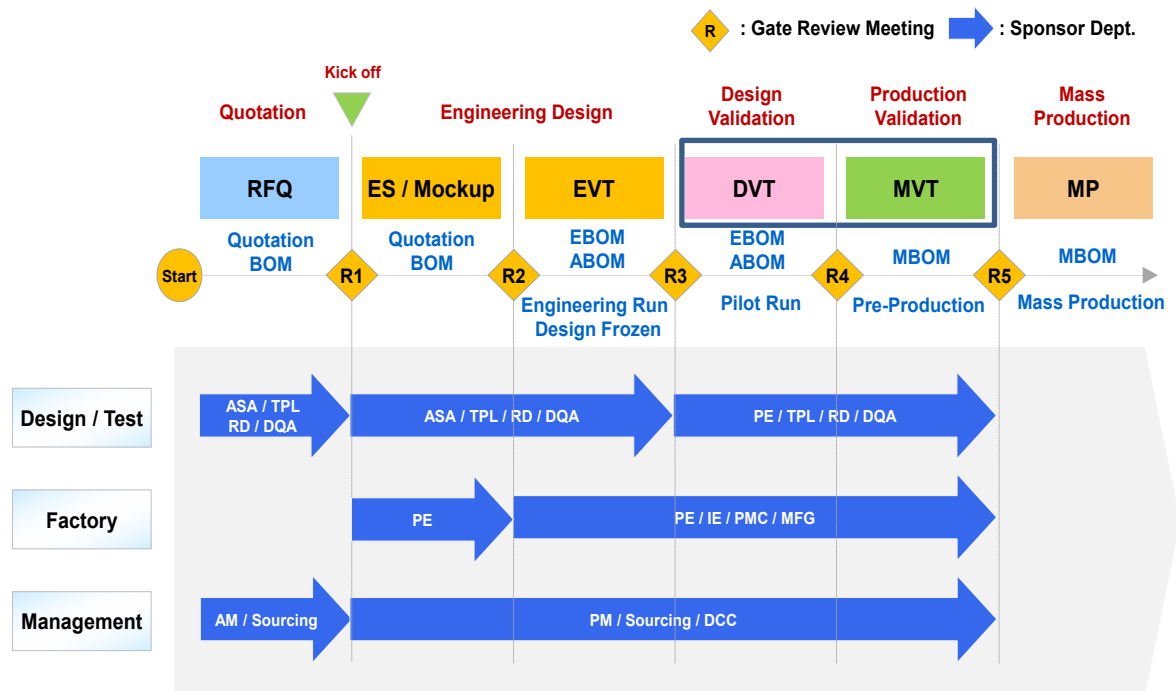 R : Gate Review Meeting : Sponsor Dept.
Kick off
Quotation
Engineering Design
Design
Validation
Production
Validation
Mass
Production
RFQ
ES / Mockup
EVT
DVT
MVT
MP
Quotation
BOM
Quotation
BOM
EBOM
ABOM
EBOM
ABOM
MBOM
MBOM
Start
R1
R2
R3
R4
R5
Engineering Run
Design Frozen
Pilot Run
Pre-Production
Mass Production
Design / Test
ASA / TPL
RD / DQA
ASA / TPL / RD / DQA
PE / TPL / RD / DQA
Factory
PE
PE / IE / PMC / MFG
Management
AM / Sourcing
PM / Sourcing / DCC